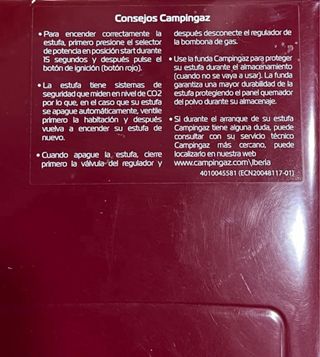 Consejos Campingaz
• Para encender correctamente la
estufa, primero presione el selector
de potencia en posición start durante
15 segundos y después pulse el
botón de ignición (botón rojo).
• La estufa tiene sistemas de
seguridad que miden en nivel de CO2
por lo que, en el caso que su estufa
se apague automáticamente, ventile
primero la habitación y después
vuelva a encender su estufa de
nuevo.
• Cuando apague la estufa, cierre
primero la válvula del regulador y
después desconecte el regulador de
la bombona de gas.
• Use la funda Campingaz para proteger
su estufa durante el almacenamiento
(cuando no se vaya a usar). La funda
garantiza una mayor durabilidad de la
estufa protegiendo el panel quemador
del polvo durante su almacenaje.
• Si durante el arranque de su estufa
Campingaz tiene alguna duda, puede
consultar con su servicio técnico
Campingaz más cercano, puede
localizarlo en nuestra web
www.campingaz.com\Iberia
4010045581 (ECN20048117-01)